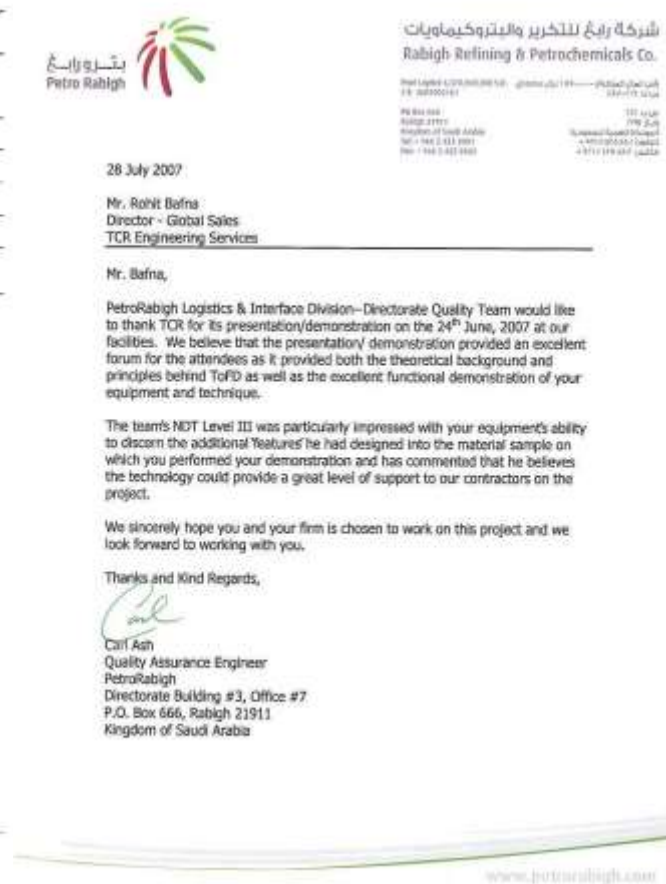 بترورابغ
Petro Rabigh
شركة رابغ للتكرير والبتروكيماويات
Rabigh Refining & Petrochemicals Co.
28 July 2007
Mr. Rohit Bafna
Director - Global Sales
TCR Engineering Services
Mr. Bafna,
PetroRabigh Logistics & Interface Division–Directorate Quality Team would like
to thank TCR for its presentation/demonstration on the 24th June, 2007 at our
facilities. We believe that the presentation/ demonstration provided an excellent
forum for the attendees as it provided both the theoretical background and
principles behind ToFD as well as the excellent functional demonstration of your
equipment and technique.
The team's NDT Level III was particularly impressed with your equipment's ability
to discern the additional 'features' he had designed into the material sample on
which you performed your demonstration and has commented that he believes
the technology could provide a great level of support to our contractors on the
project.
We sincerely hope you and your firm is chosen to work on this project and we
look forward to working with you.
Thanks and Kind Regards,
Carl
Carl Ash
Quality Assurance Engineer
PetroRabigh
Directorate Building #3, Office #7
P.O. Box 666, Rabigh 21911
Kingdom of Saudi Arabia
www.petrorabigh.com